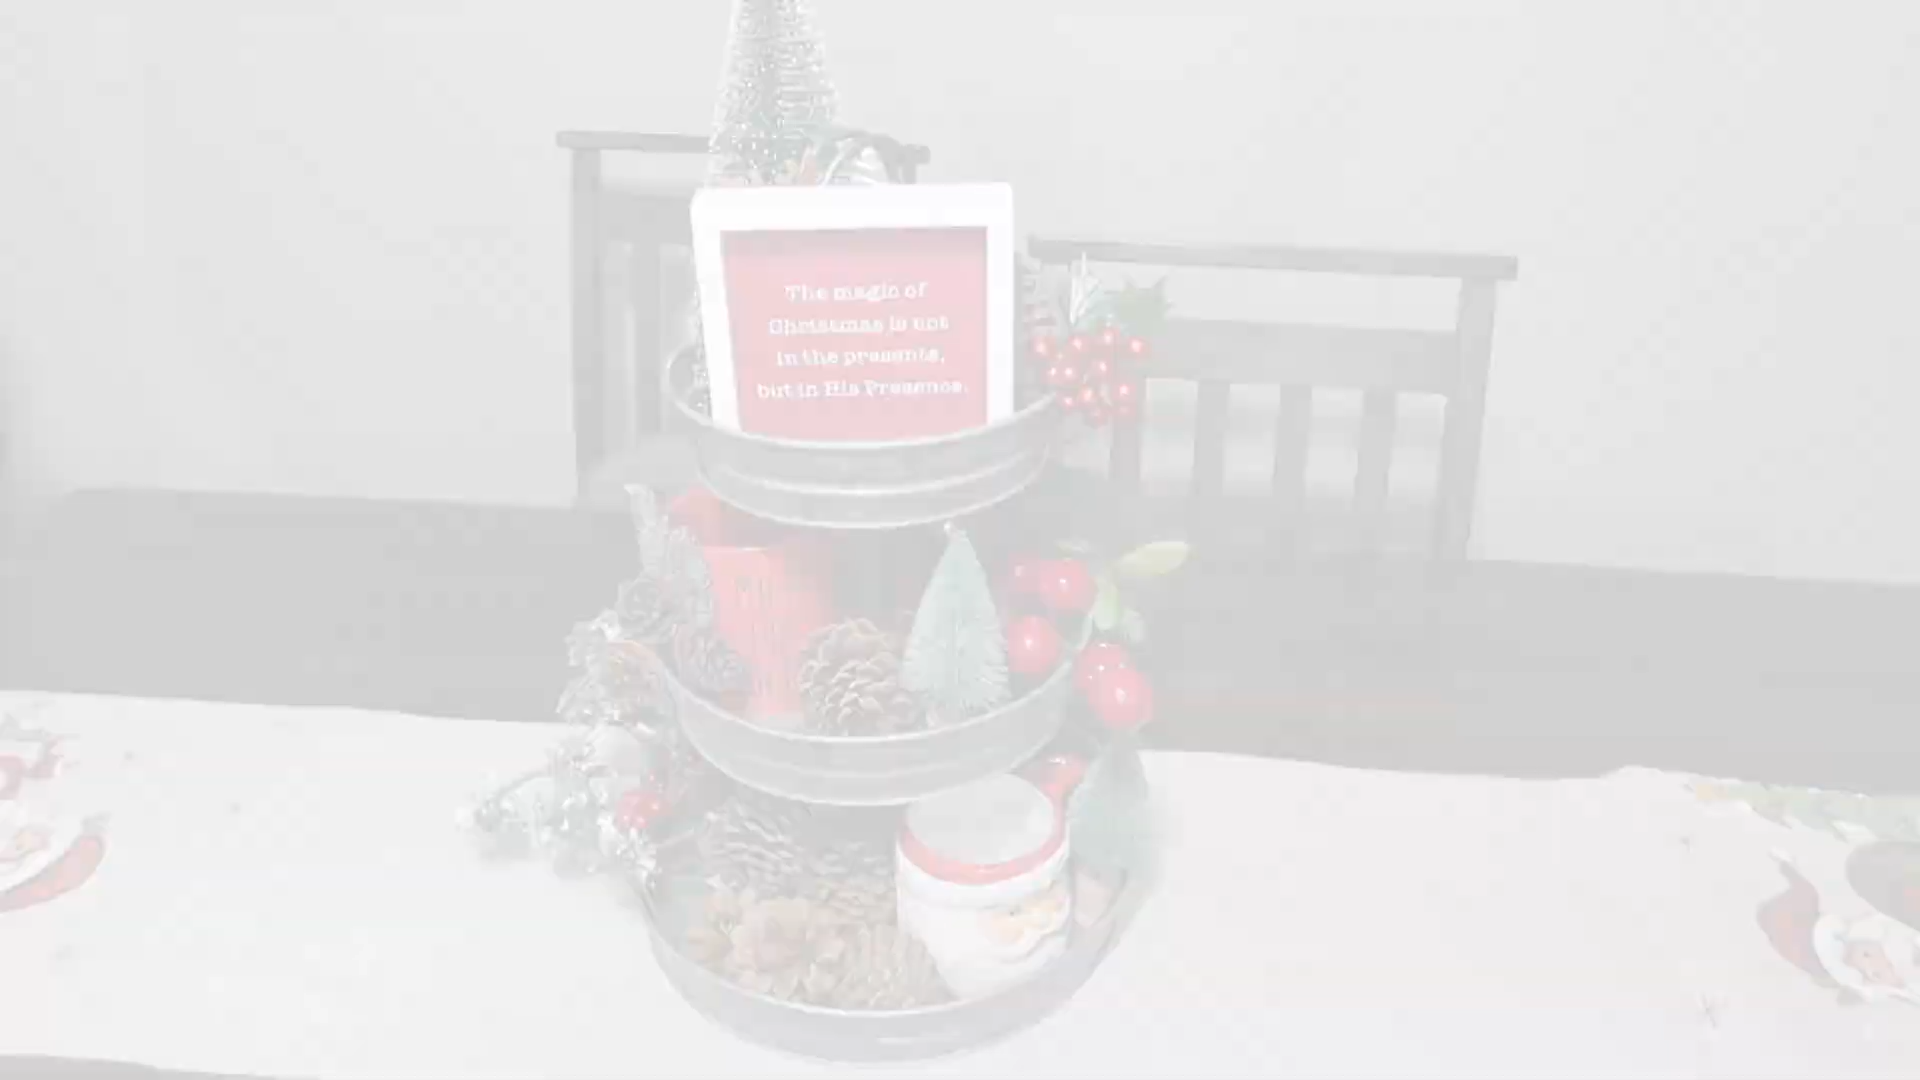 The magic of
Christmas is not
in the presents,
but in His Presence.